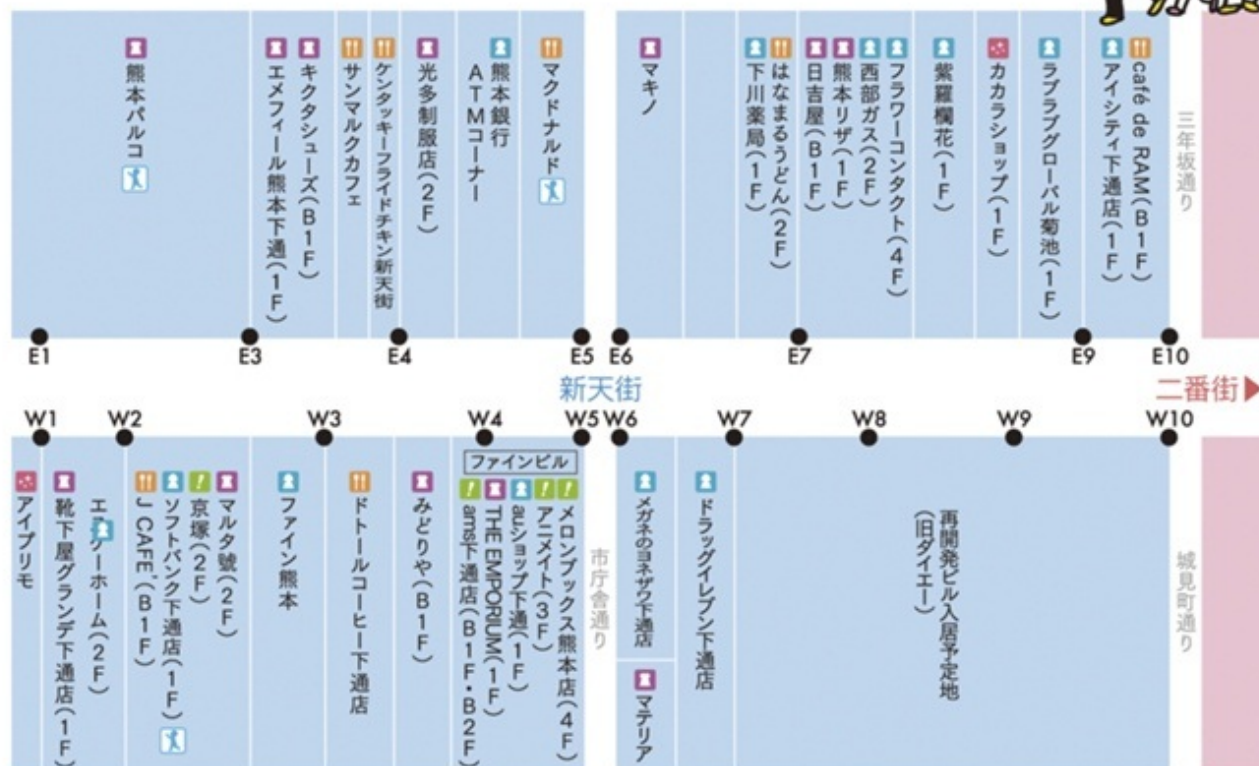 熊本パルコ
エメフィール熊本下通(1F)
キクタシューズ(B1F)
サンマルクカフェ
ケンタッキーフライドチキン新天街
光多制服店(2F)
熊本銀行
ATMコーナー
マクドナルド
マキノ
下川薬局(1F)
はなまるうどん(2F)
日吉屋(B1F)
熊本リザ(1F)
西部ガス(2F)
フラワーコンタクト(4F)
紫羅欄花(1F)
カカラショップ(1F)
ラブラブグローバル菊池(1F)
アイシティ下通店(1F)
café de RAM(B1F)
三年坂通り
E1
E3
E4
E5
E6
E7
E9
E10
新天街
二番街
W1
W2
W3
W4
W5
W6
W7
W8
W9
W10
アイプリモ
靴下屋グランデ下通店(1F)
ーホーム(2F)
J CAFE'(B1F)
ソフトバンク下通店(1F)
京塚(2F)
マルタ號(2F)
ファイン熊本
ドトールコーヒー下通店
みどりや(B1F)
ファインビル
ams下通店(B1F・B2F)
THE EMPORIUM(1F)
auショップ下通(1F)
アニメイト(3F)
メロンブックス熊本店(4F)
市庁舎通り
メガネのヨネザワ下通店
マテリア
ドラッグイレブン下通店
再開発ビル入居予定地
(旧ダイエー)
城見町通り